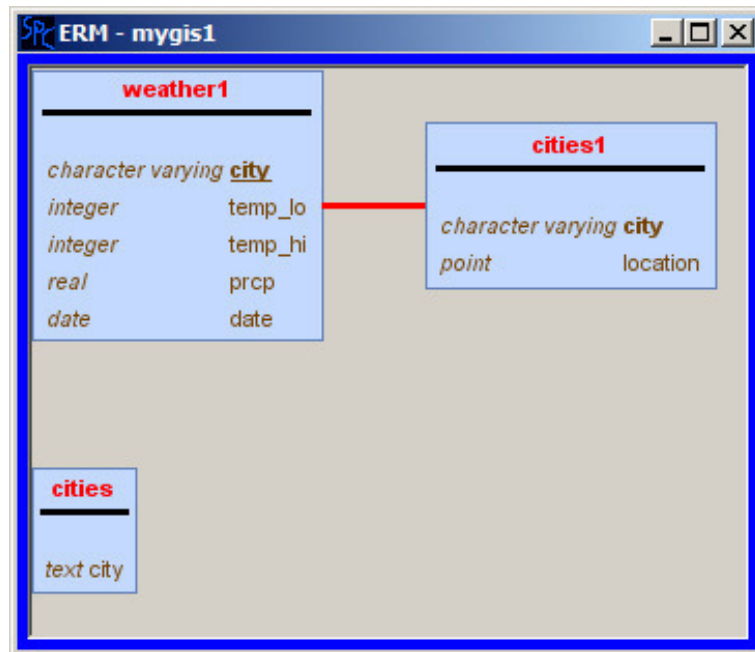 SPC ERM - mygis1
weather1
character varying city
integer temp_lo
integer temp_hi
real prcp
date date
cities1
character varying city
point location
cities
text city